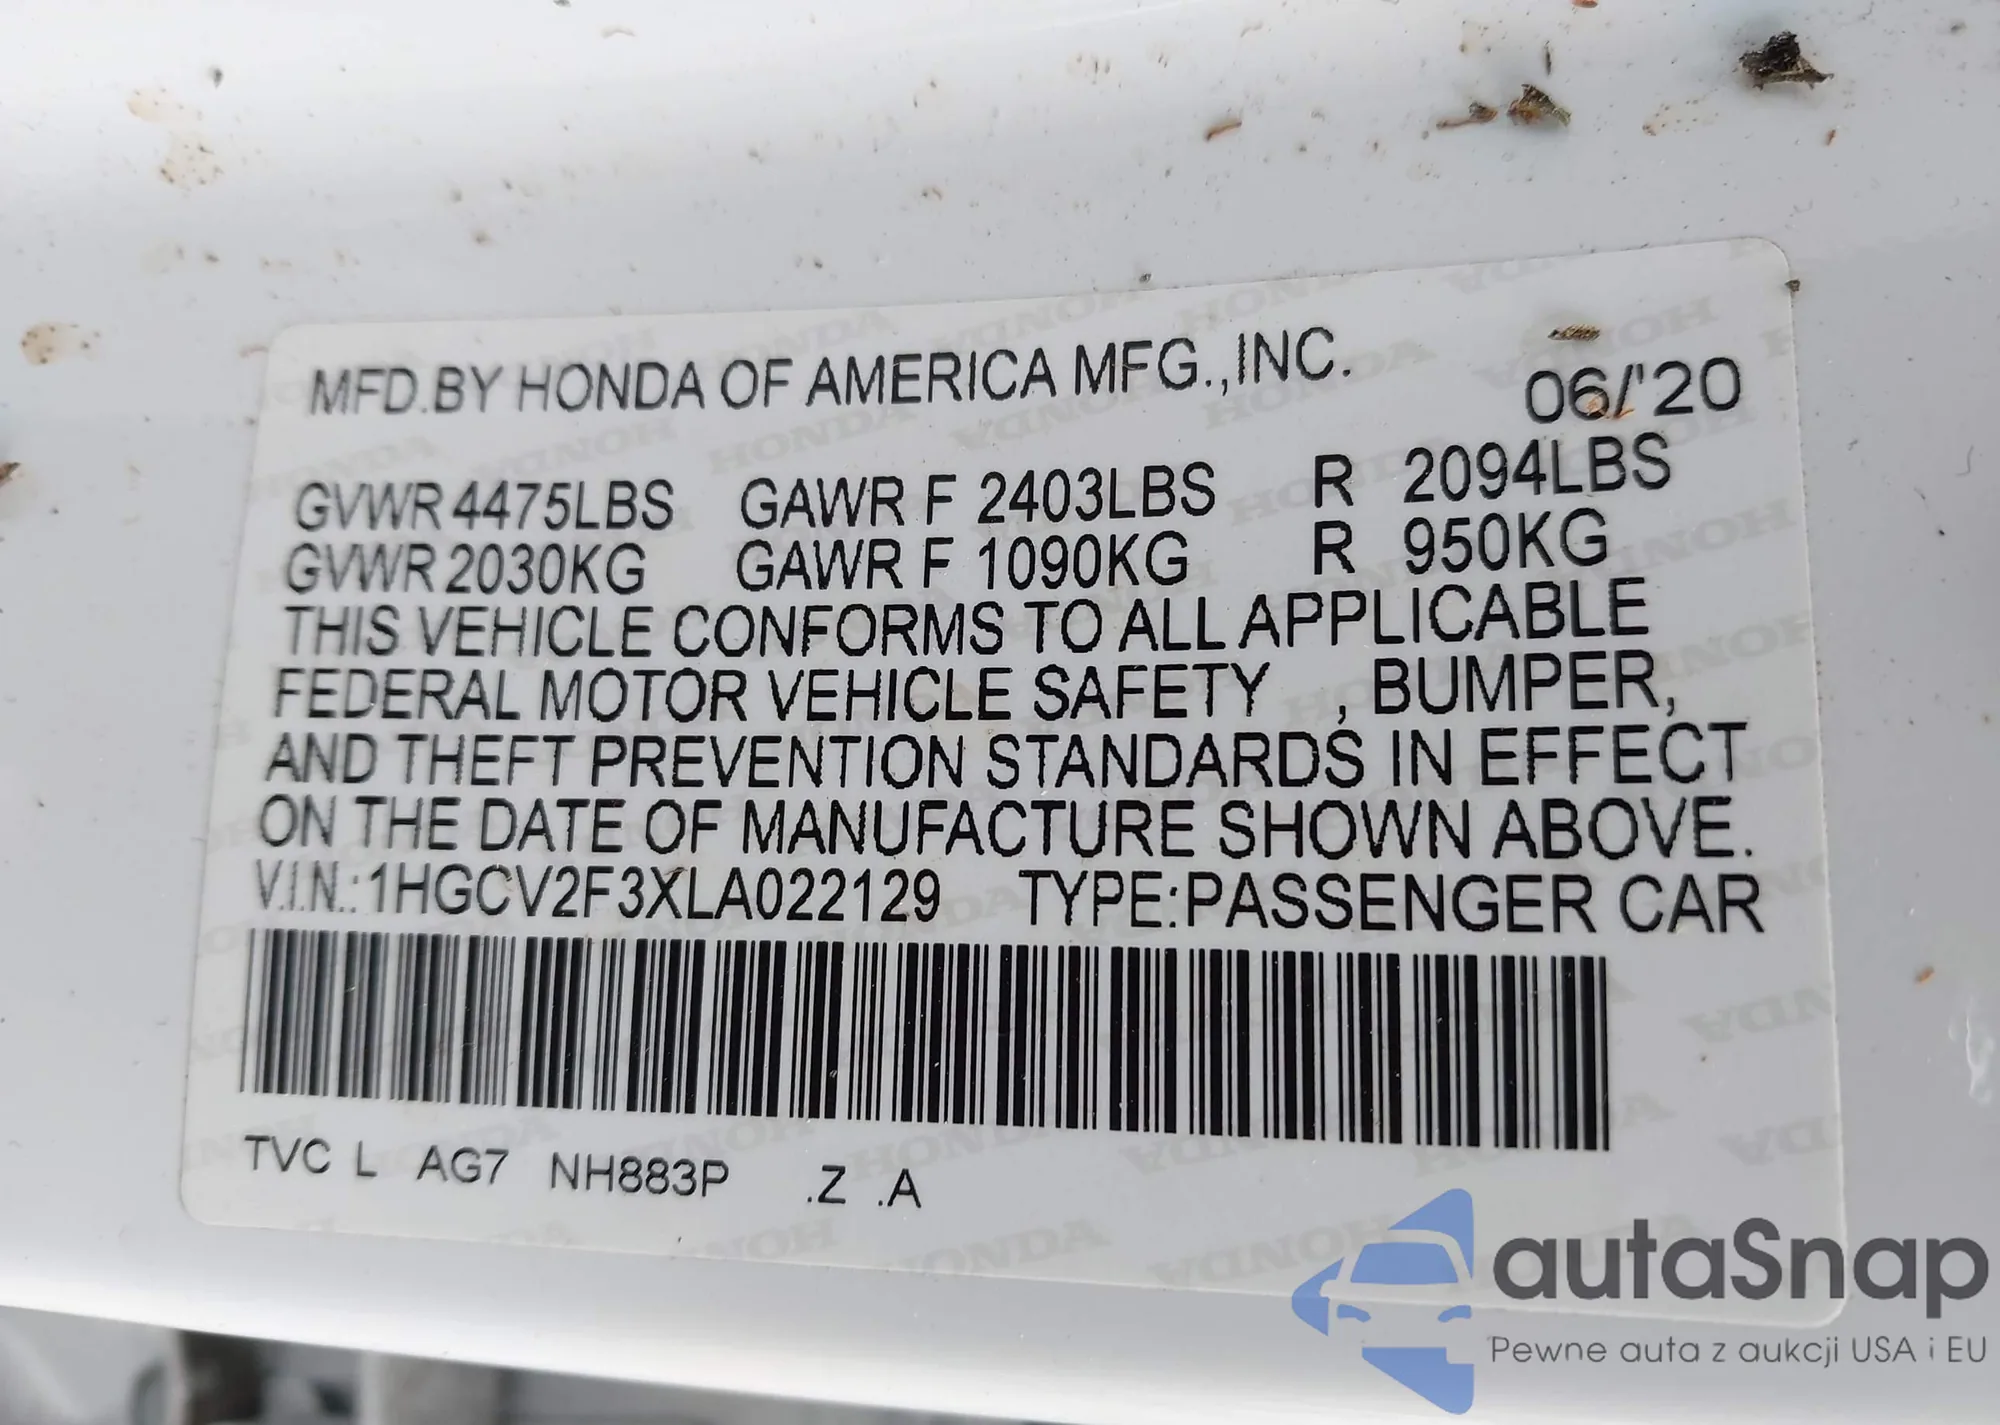 MFD.BY HONDA OF AMERICA MFG.,INC.
06/'20
GVWR 4475LBS GAWR F 2403LBS R 2094LBS
GVWR 2030KG GAWR F 1090KG R 950KG
THIS VEHICLE CONFORMS TO ALL APPLICABLE
FEDERAL MOTOR VEHICLE SAFETY , BUMPER,
AND THEFT PREVENTION STANDARDS IN EFFECT
ON THE DATE OF MANUFACTURE SHOWN ABOVE.
V.I.N.:1HGCV2F3XLA022129 TYPE:PASSENGER CAR
TVC L AG7 NH883P .Z .A
autaSnap
Pewne auta z aukcji USA i EU